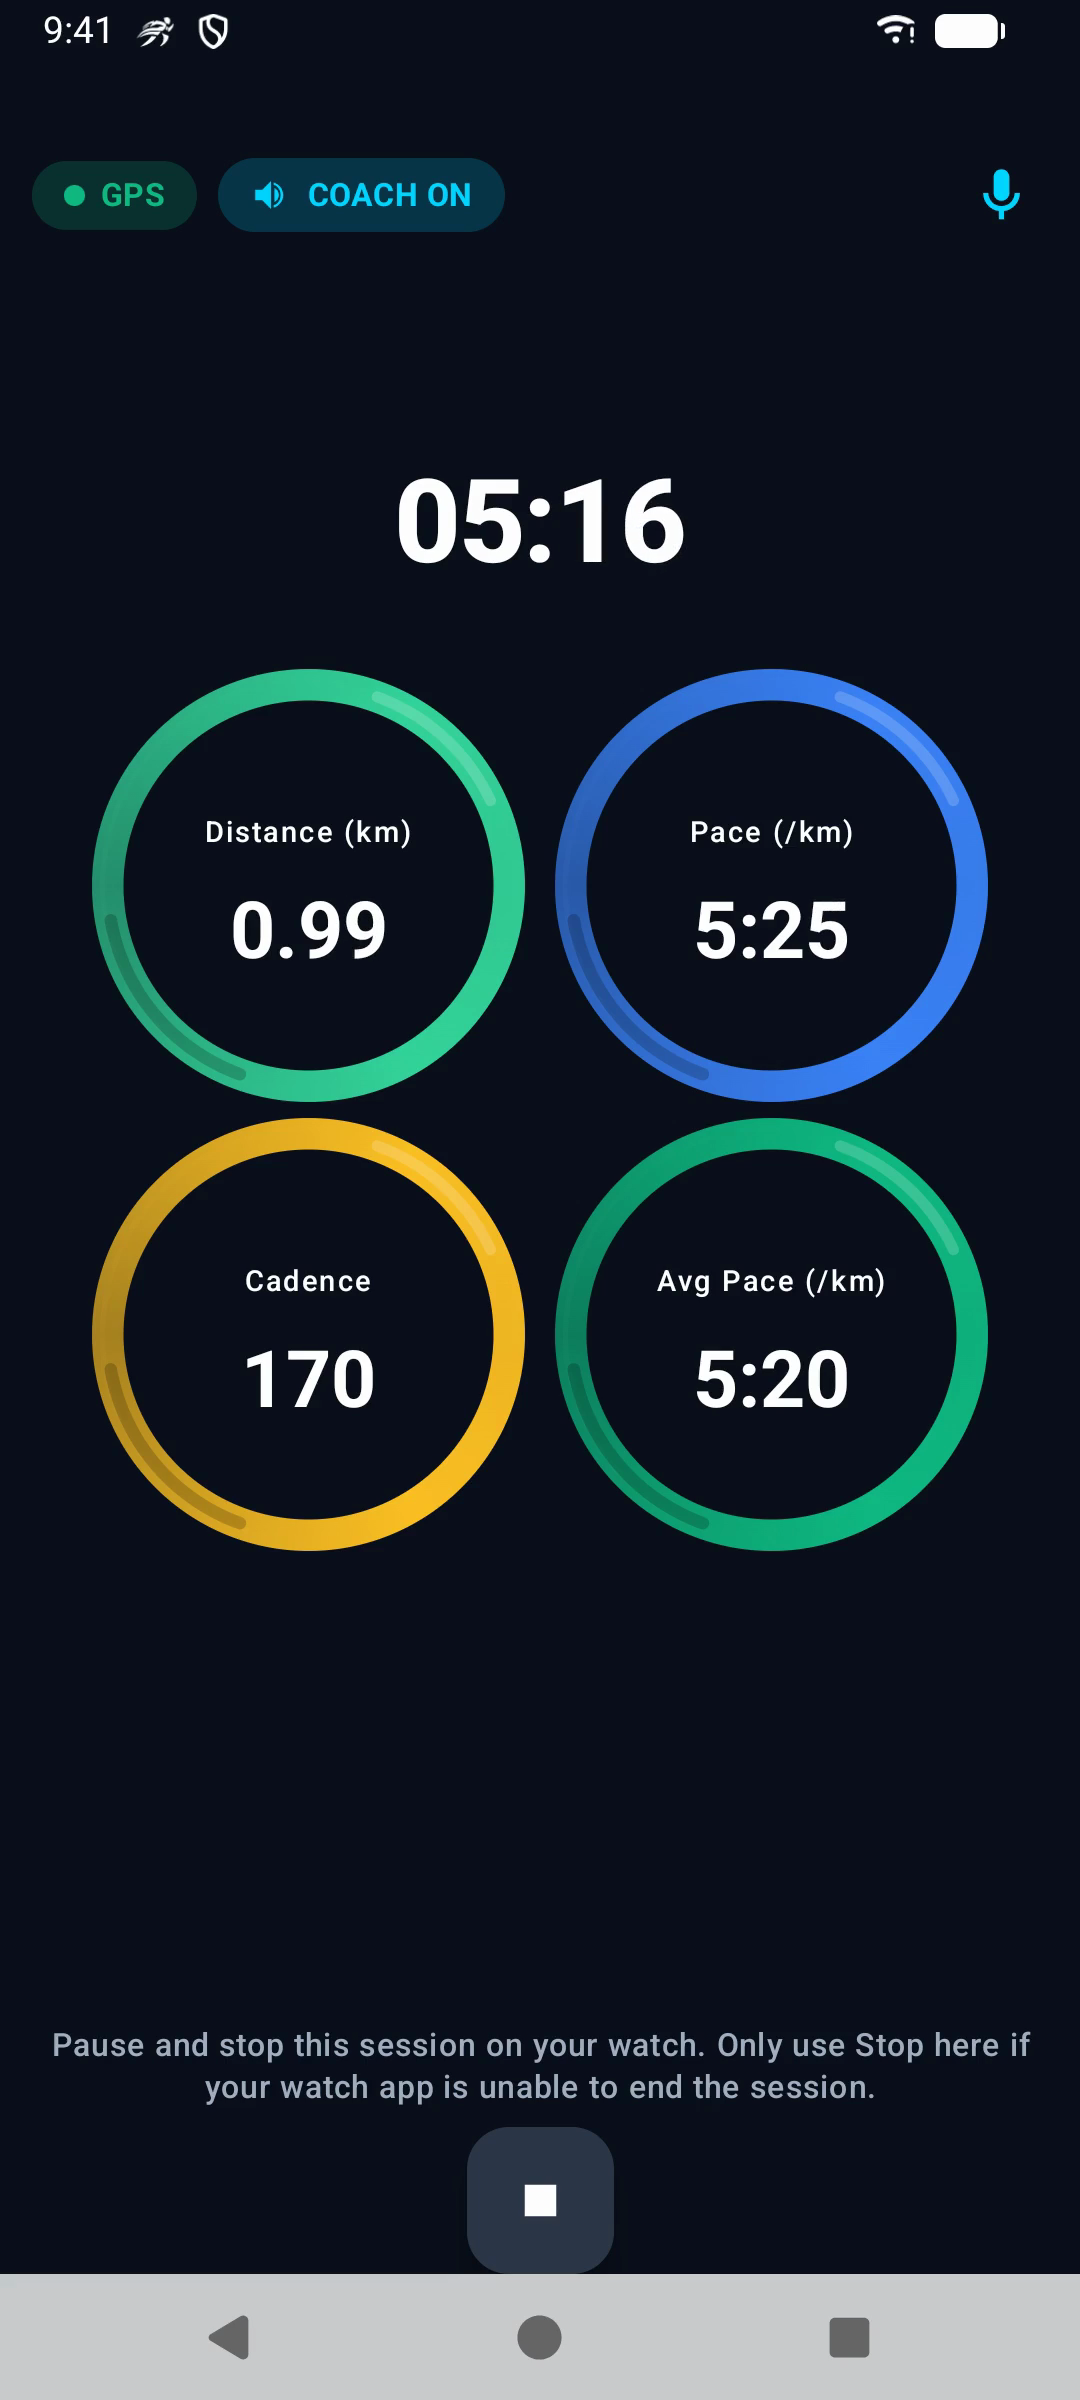 9:41
GPS
COACH ON
05:16
Distance (km)
0.99
Pace (/km)
5:25
Cadence
170
Avg Pace (/km)
5:20
Pause and stop this session on your watch. Only use Stop here if
your watch app is unable to end the session.